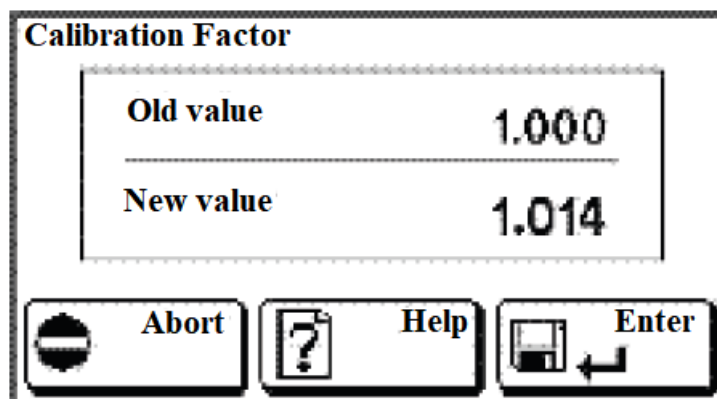 Calibration Factor
Old value 1.000
New value 1.014
Abort Help Enter